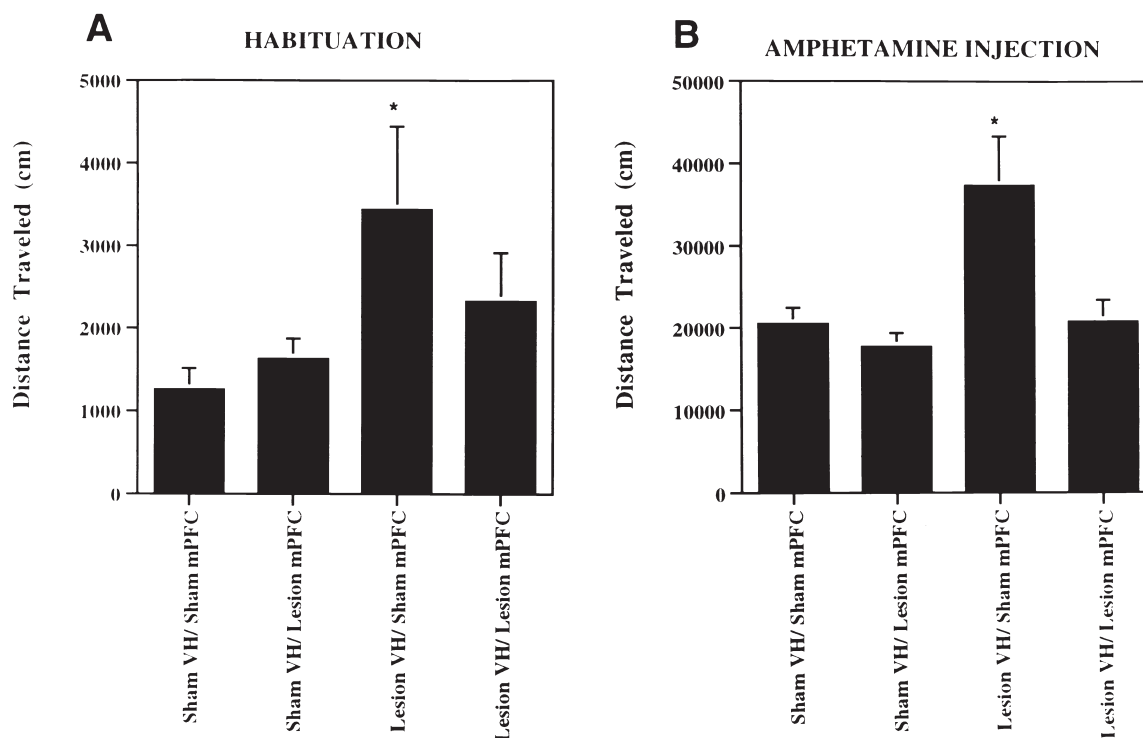 A
HABITUATION
Distance Traveled (cm)
5000
4000
3000
2000
1000
0
*
Sham VH/ Sham mPFC
Sham VH/ Lesion mPFC
Lesion VH/ Sham mPFC
Lesion VH/ Lesion mPFC
B
AMPHETAMINE INJECTION
Distance Traveled (cm)
50000
40000
30000
20000
10000
0
*
Sham VH/ Sham mPFC
Sham VH/ Lesion mPFC
Lesion VH/ Sham mPFC
Lesion VH/ Lesion mPFC